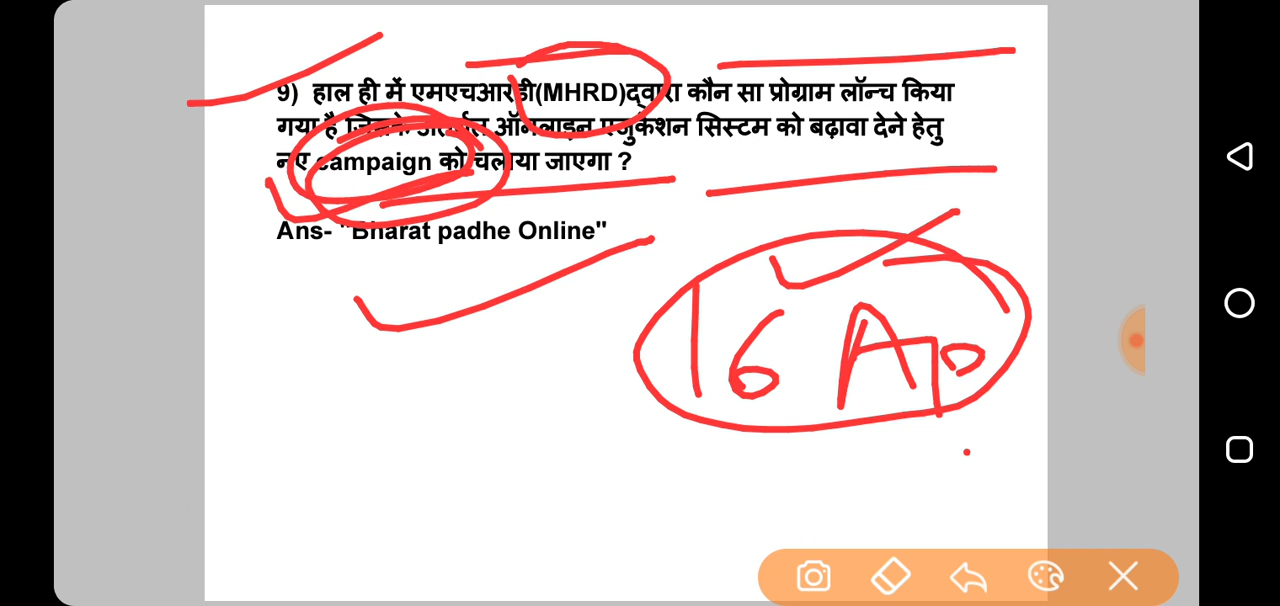 9) हाल ही में एमएचआरडी(MHRD)द्वारा कौन सा प्रोग्राम लॉन्च किया
गया है जिसके अंतर्गत ऑनलाइन एजुकेशन सिस्टम को बढ़ावा देने हेतु
नए campaign को चलाया जाएगा ?
Ans- "Bharat padhe Online"
16 Ap